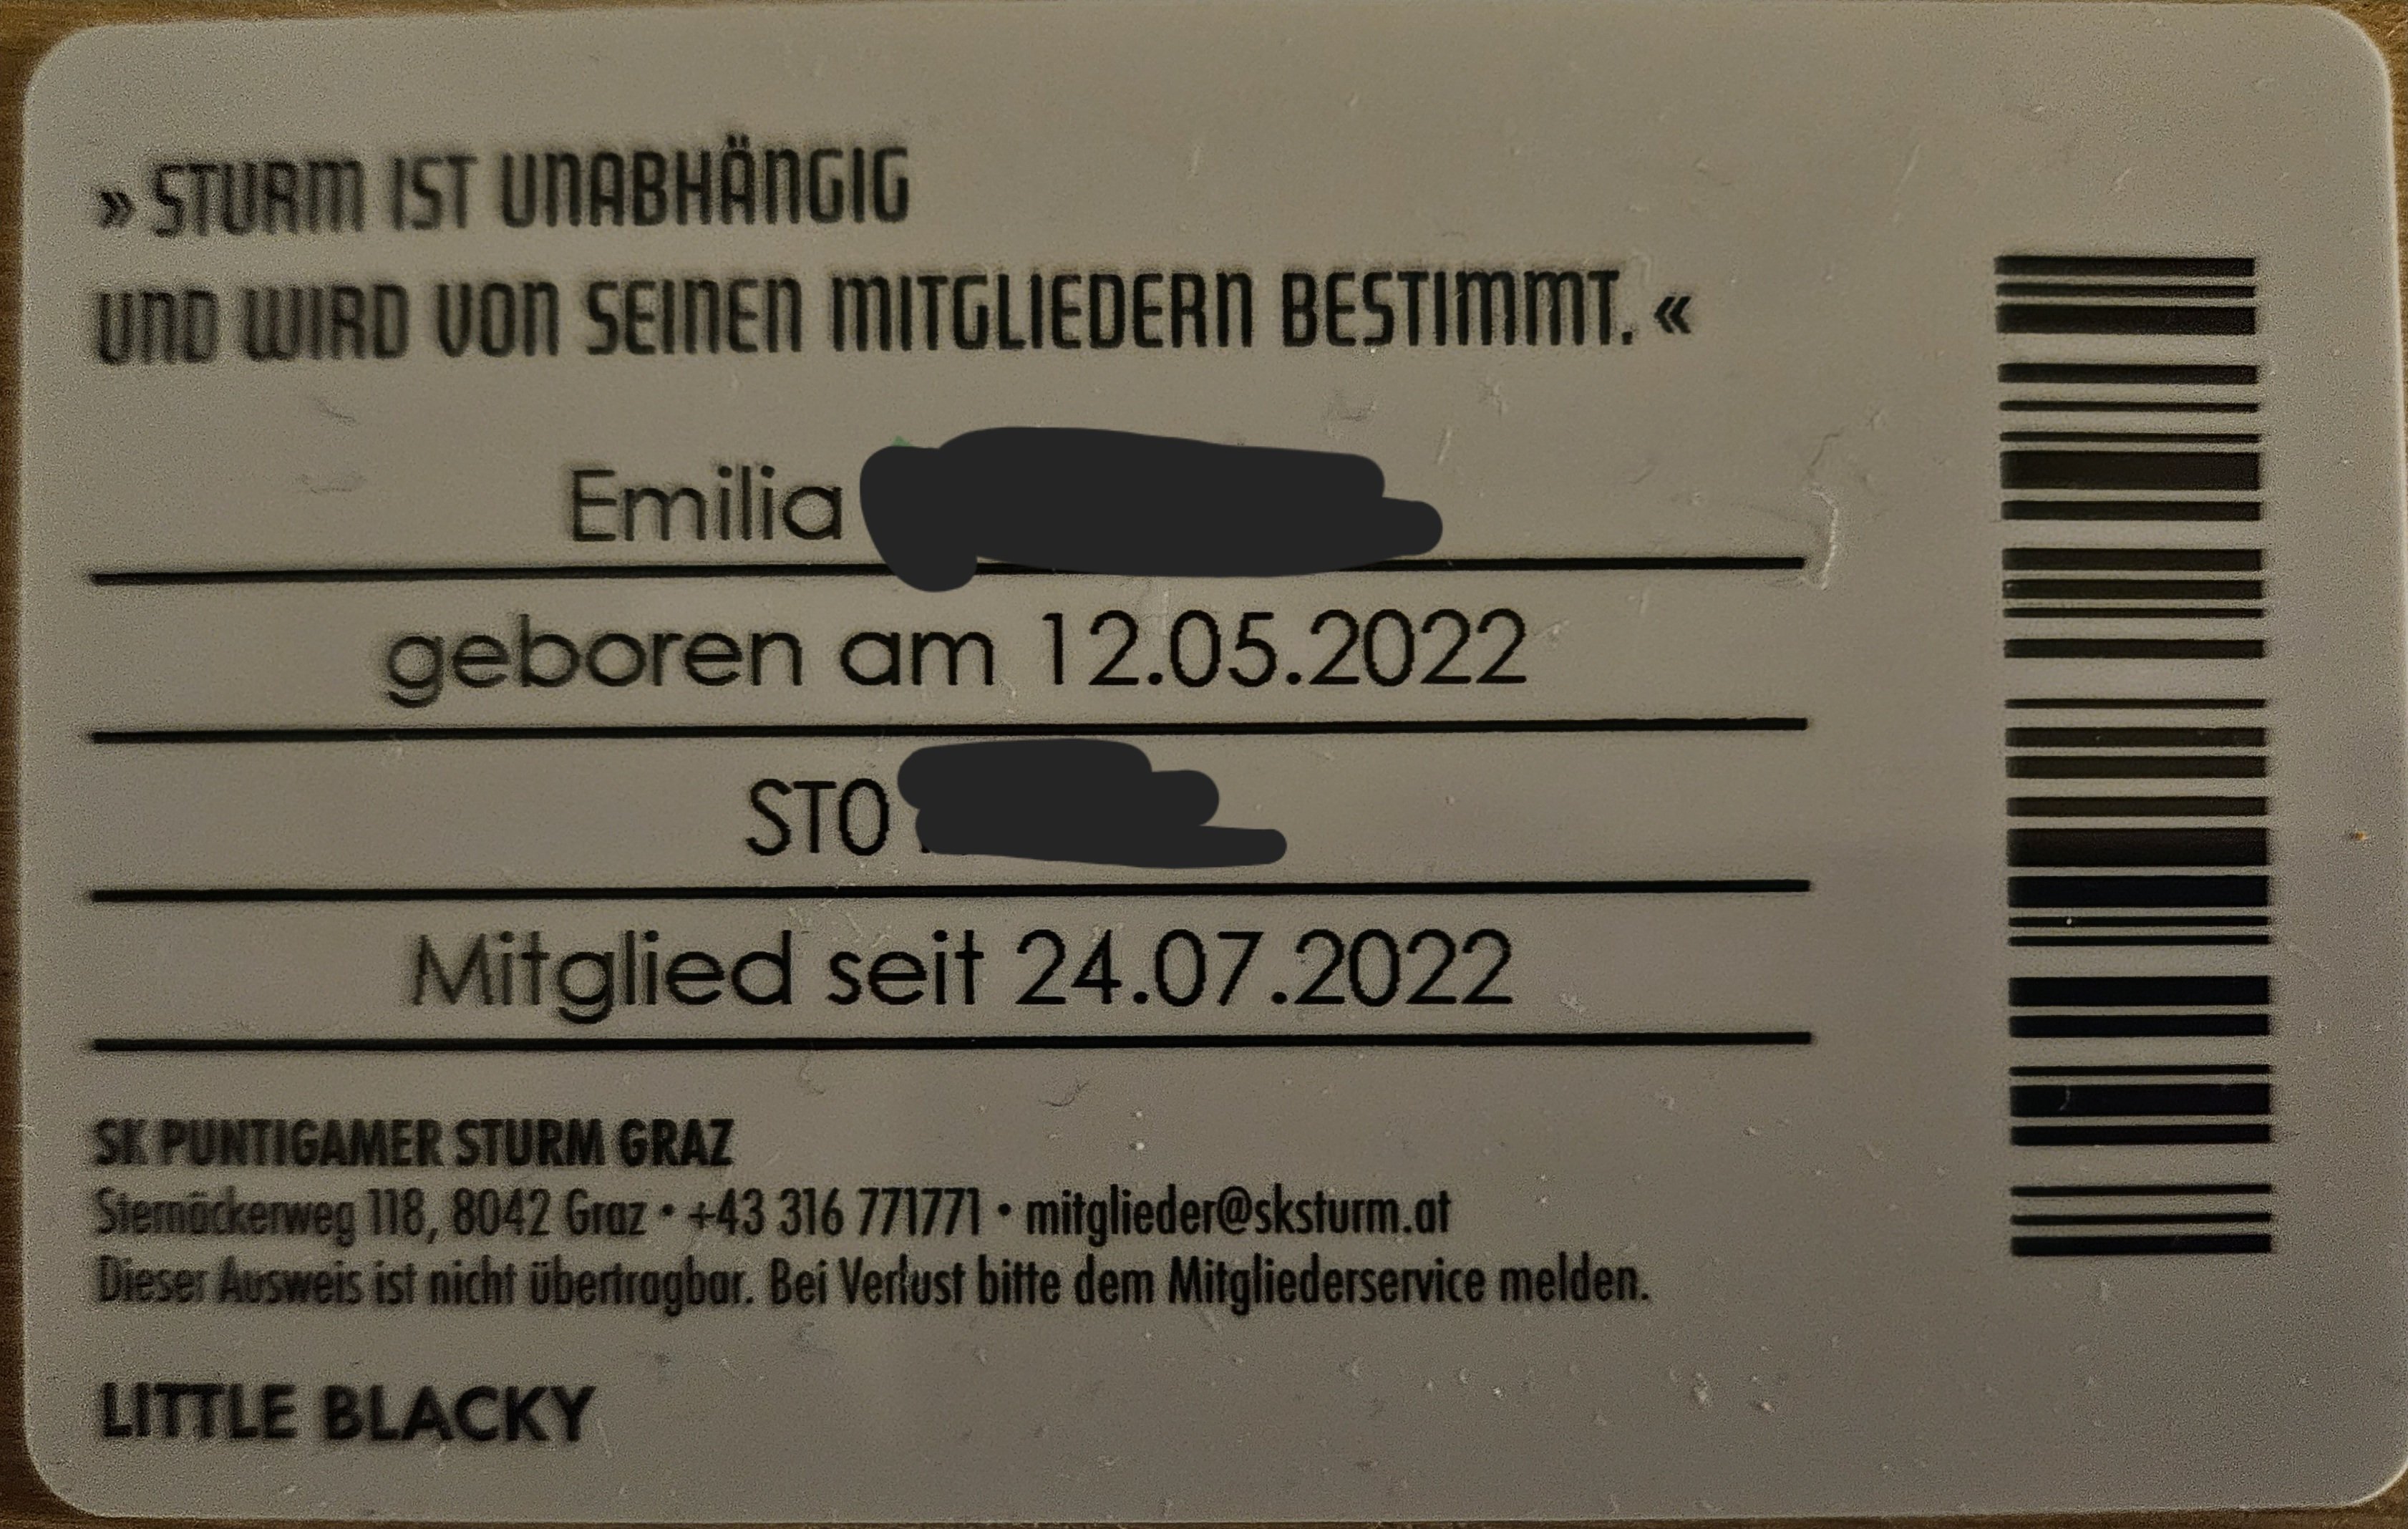 » STURM IST UNABHÄNGIG
UND WIRD VON SEINEN MITGLIEDERN BESTIMMT. «
Emilia
geboren am 12.05.2022
STO
Mitglied seit 24.07.2022
SK PUNTIGAMER STURM GRAZ
Sternäckerweg 118, 8042 Graz • +43 316 771771 • mitglieder@sksturm.at
Dieser Ausweis ist nicht übertragbar. Bei Verlust bitte dem Mitgliederservice melden.
LITTLE BLACKY